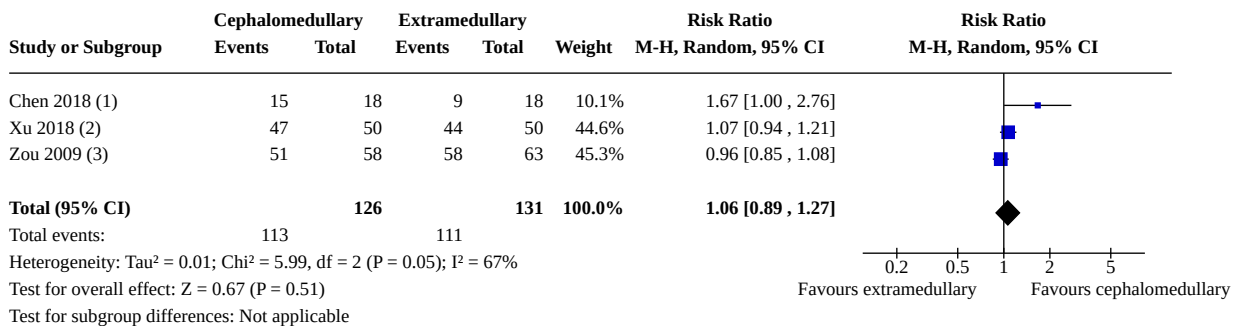 Cephalomedullary Extramedullary Risk Ratio Risk Ratio
Study or Subgroup Events Total Events Total Weight M-H, Random, 95% CI M-H, Random, 95% CI
Chen 2018 (1) 15 18 9 18 10.1% 1.67 [1.00 , 2.76]
Xu 2018 (2) 47 50 44 50 44.6% 1.07 [0.94 , 1.21]
Zou 2009 (3) 51 58 58 63 45.3% 0.96 [0.85 , 1.08]
Total (95% CI) 126 131 100.0% 1.06 [0.89 , 1.27]
Total events: 113 111
Heterogeneity: Tau² = 0.01; Chi² = 5.99, df = 2 (P = 0.05); I² = 67%
0.2 0.5 1 2 5
Test for overall effect: Z = 0.67 (P = 0.51) Favours extramedullary Favours cephalomedullary
Test for subgroup differences: Not applicable